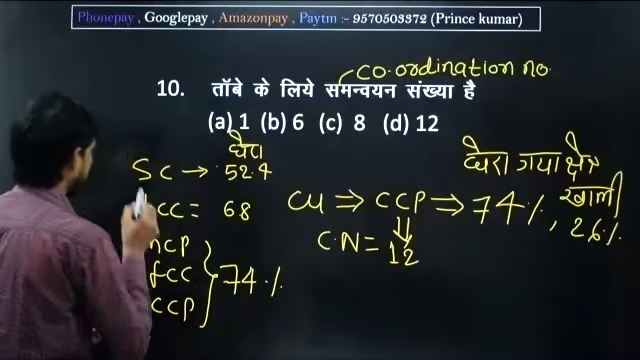 Phonepay , Googlepay , Amazonpay , Paytm :- 9570503372 (Prince kumar)
co.ordination no.
10. ताँबे के लिये समन्वयन संख्या है
(a) 1 (b) 6 (c) 8 (d) 12
घेरा
SC → 52.4
घेरा गया क्षेत्र
CC = 68
Cu ⇒ CCP ⇒ 74%, खाली 26%
C.N = 12
hCP
fCC
CCP
74%